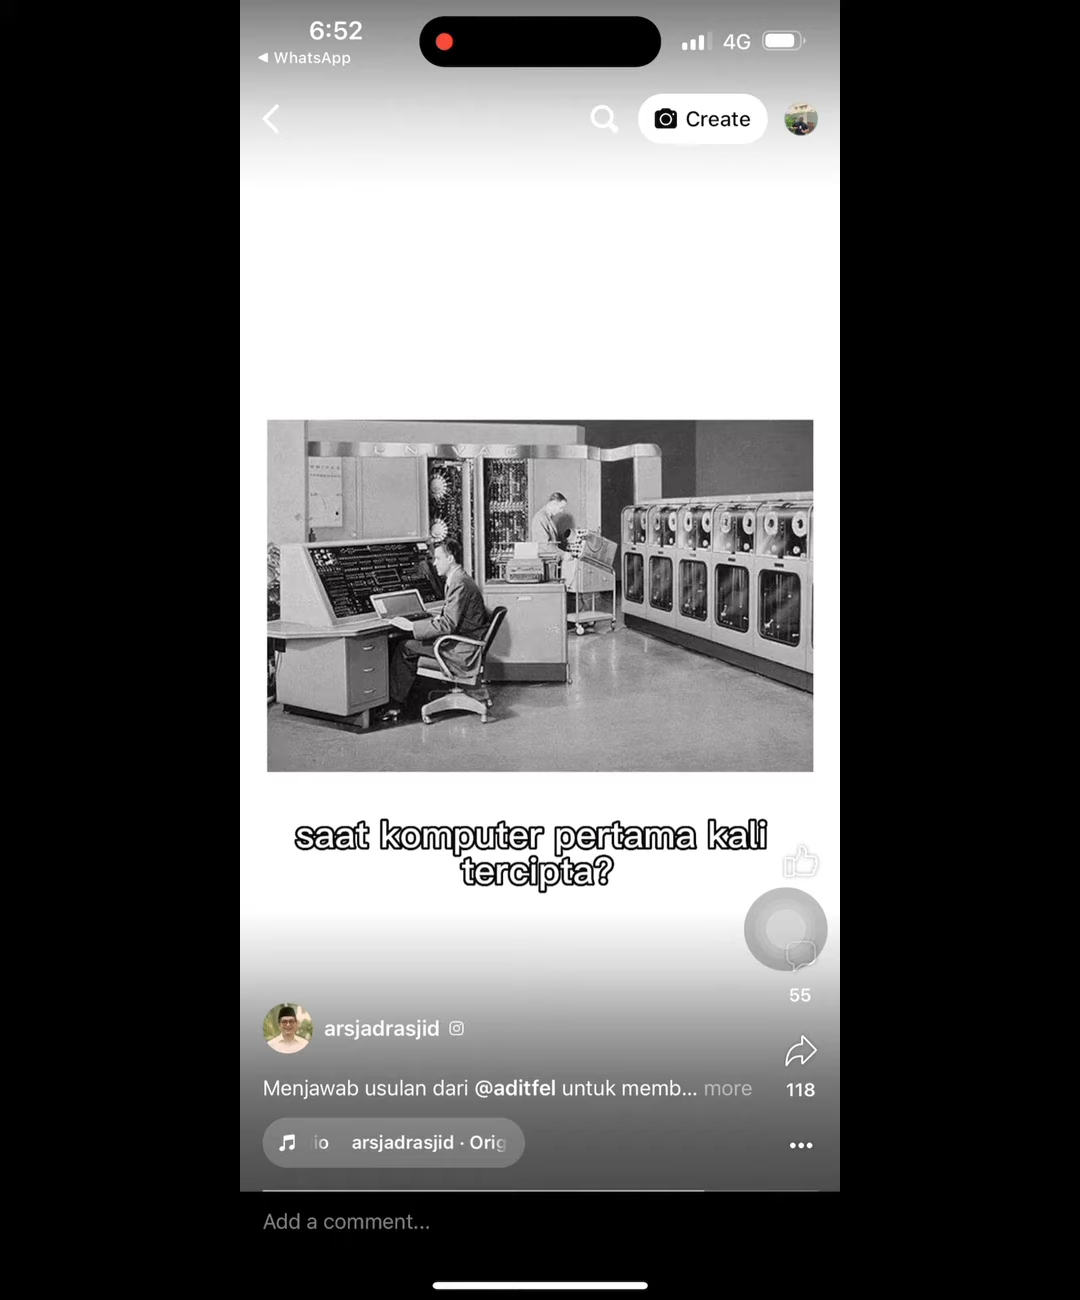 6:52
4G
WhatsApp
Create
UNIVAC
saat komputer pertama kali
tercipta?
55
arsjadrasjid
Menjawab usulan dari @aditfel untuk memb... more
118
io arsjadrasjid · Orig
Add a comment...